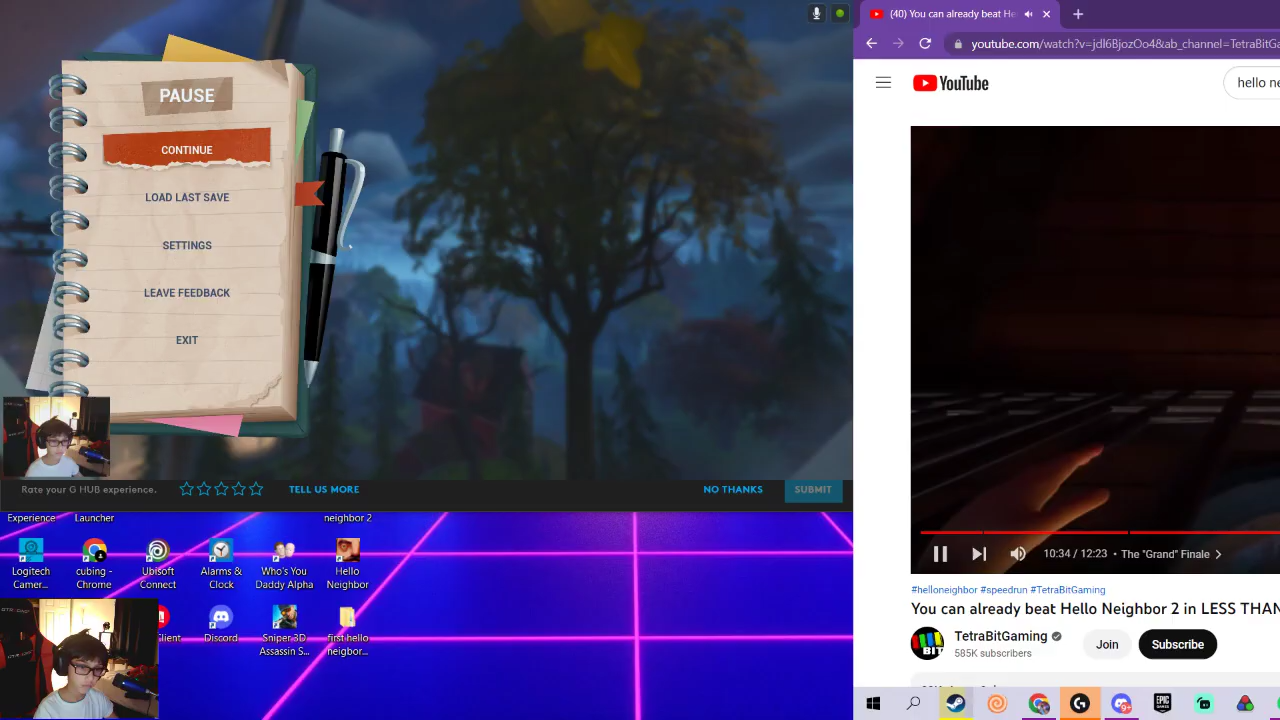 PAUSE
CONTINUE
LOAD LAST SAVE
SETTINGS
LEAVE FEEDBACK
EXIT
Rate your G HUB experience.
TELL US MORE
NO THANKS
SUBMIT
Experience
Launcher
neighbor 2
Logitech
Camer...
cubing -
Chrome
Ubisoft
Connect
Alarms &
Clock
Who's You
Daddy Alpha
Hello
Neighbor
Client
Discord
Sniper 3D
Assassin S...
first hello
neighbor...
(40) You can already beat He
youtube.com/watch?v=jdl6BjozOo4&ab_channel=TetraBitGa
YouTube
hello ne
10:34 / 12:23 • The "Grand" Finale
#helloneighbor #speedrun #TetraBitGaming
You can already beat Hello Neighbor 2 in LESS THAN
BIT
TetraBitGaming
585K subscribers
Join
Subscribe
9+
EPIC